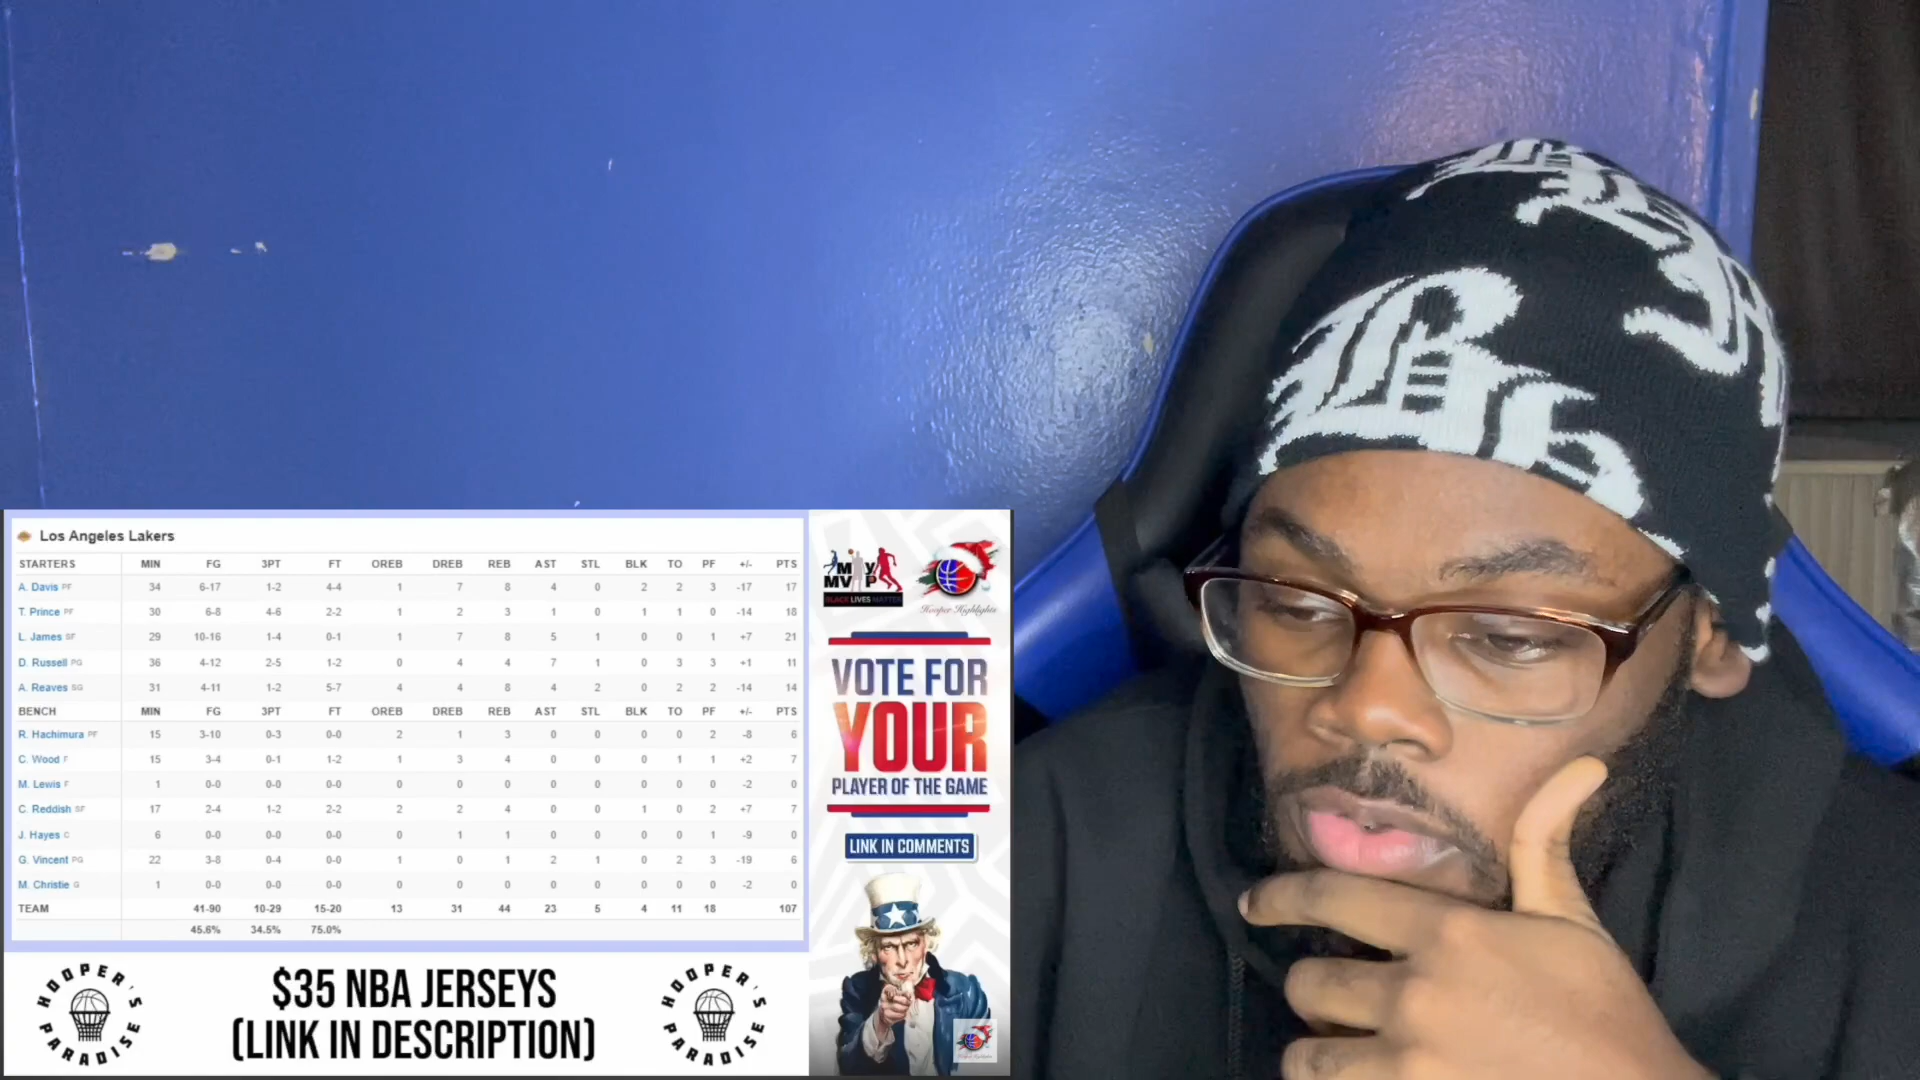 Los Angeles Lakers
STARTERS MIN FG 3PT FT OREB DREB REB AST STL BLK TO PF +/- PTS
A. Davis PF 34 6-17 1-2 4-4 1 7 8 4 0 2 2 3 -17 17
T. Prince PF 30 6-8 4-6 2-2 1 2 3 1 0 1 1 0 -14 18
L. James SF 29 10-16 1-4 0-1 1 7 8 5 1 0 0 1 +7 21
D. Russell PG 36 4-12 2-5 1-2 0 4 4 7 1 0 3 3 +1 11
A. Reaves SG 31 4-11 1-2 5-7 4 4 8 4 2 0 2 2 -14 14
BENCH MIN FG 3PT FT OREB DREB REB AST STL BLK TO PF +/- PTS
R. Hachimura PF 15 3-10 0-3 0-0 2 1 3 0 0 0 0 2 -8 6
C. Wood F 15 3-4 0-1 1-2 1 3 4 0 0 0 1 1 +2 7
M. Lewis F 1 0-0 0-0 0-0 0 0 0 0 0 0 0 0 -2 0
C. Reddish SF 17 2-4 1-2 2-2 2 2 4 0 0 1 0 2 +7 7
J. Hayes C 6 0-0 0-0 0-0 0 1 1 0 0 0 0 1 -9 0
G. Vincent PG 22 3-8 0-4 0-0 1 0 1 2 1 0 2 3 -19 6
M. Christie G 1 0-0 0-0 0-0 0 0 0 0 0 0 0 0 -2 0
TEAM 41-90 10-29 15-20 13 31 44 23 5 4 11 18 107
45.6% 34.5% 75.0%
My MVP
BLACK LIVES MATTER
Hooper Highlights
VOTE FOR
YOUR
PLAYER OF THE GAME
LINK IN COMMENTS
HOOPER'S PARADISE
$35 NBA JERSEYS
(LINK IN DESCRIPTION)
HOOPER'S PARADISE